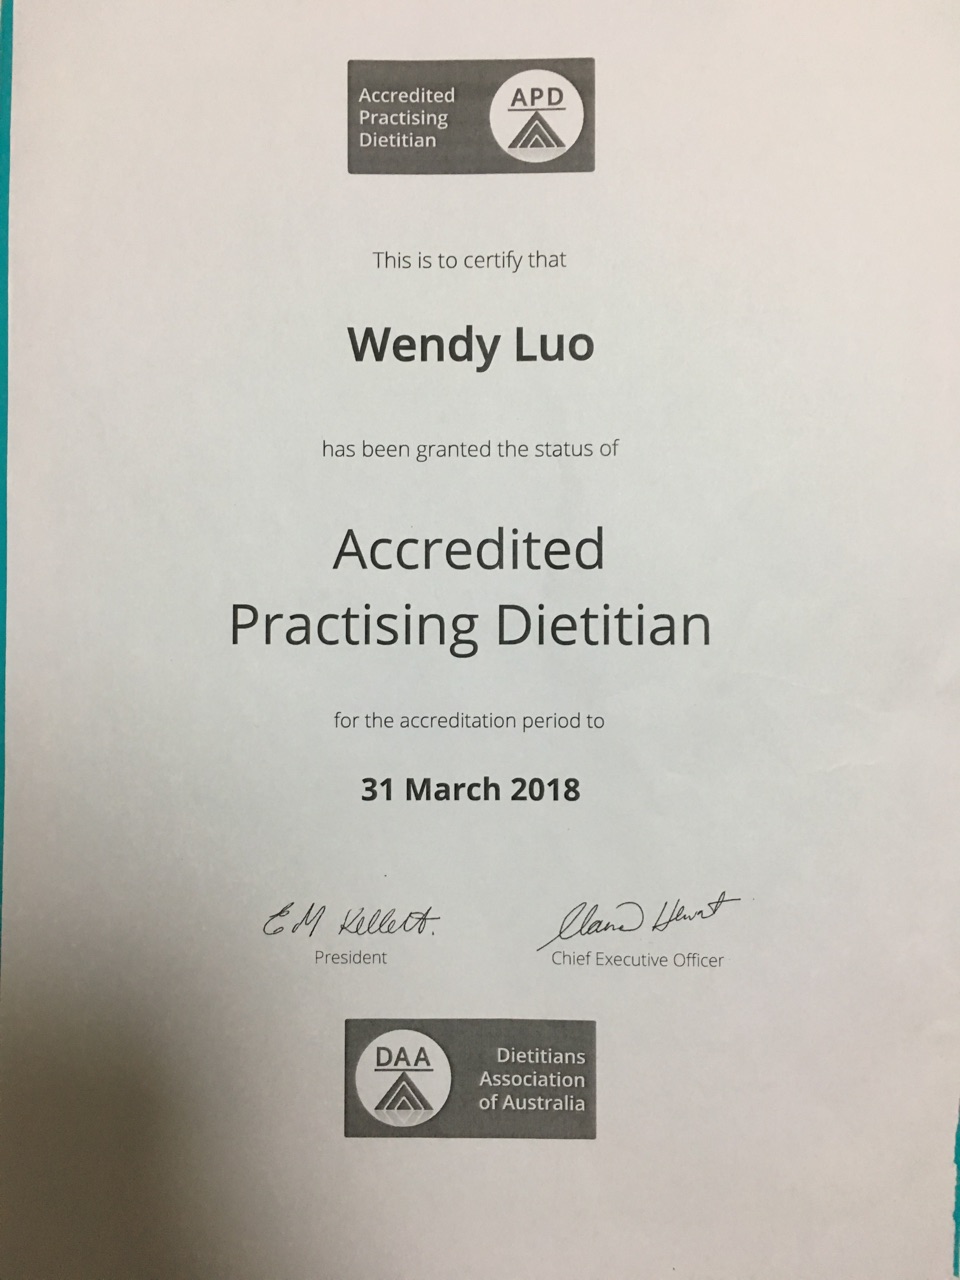 Accredited
Practising
Dietitian
APD
This is to certify that
Wendy Luo
has been granted the status of
Accredited
Practising Dietitian
for the accreditation period to
31 March 2018
EM Kellett.
President
Claire Hewat
Chief Executive Officer
DAA
Dietitians
Association
of Australia